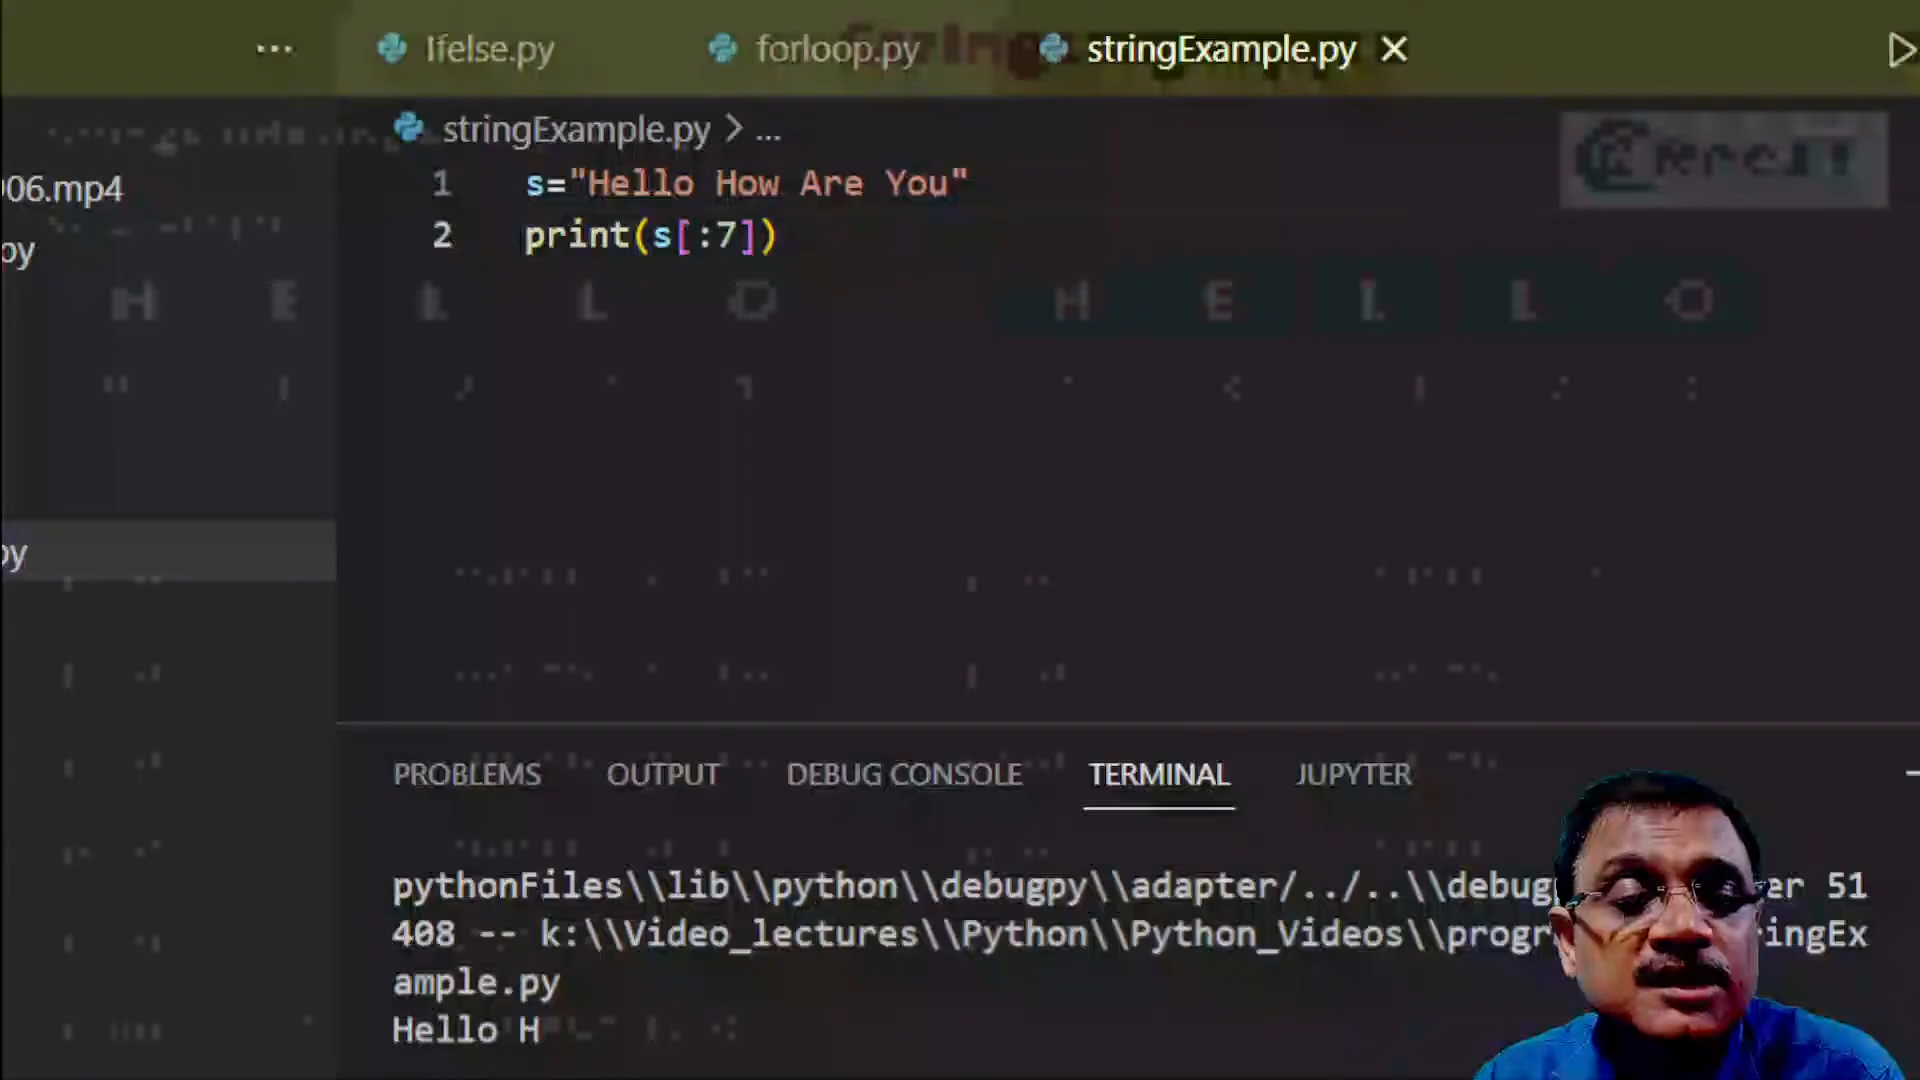 ... Ifelse.py forloop.py stringExample.py ×
stringExample.py > ...
06.mp4
1 s="Hello How Are You"
2 print(s[:7])
py
H E L L O H E L L O
py
PROBLEMS OUTPUT DEBUG CONSOLE TERMINAL JUPYTER
pythonFiles\\lib\\python\\debugpy\\adapter/../..\\debug er 51
408 -- k:\\Video_lectures\\Python\\Python_Videos\\progr ingEx
ample.py
Hello H